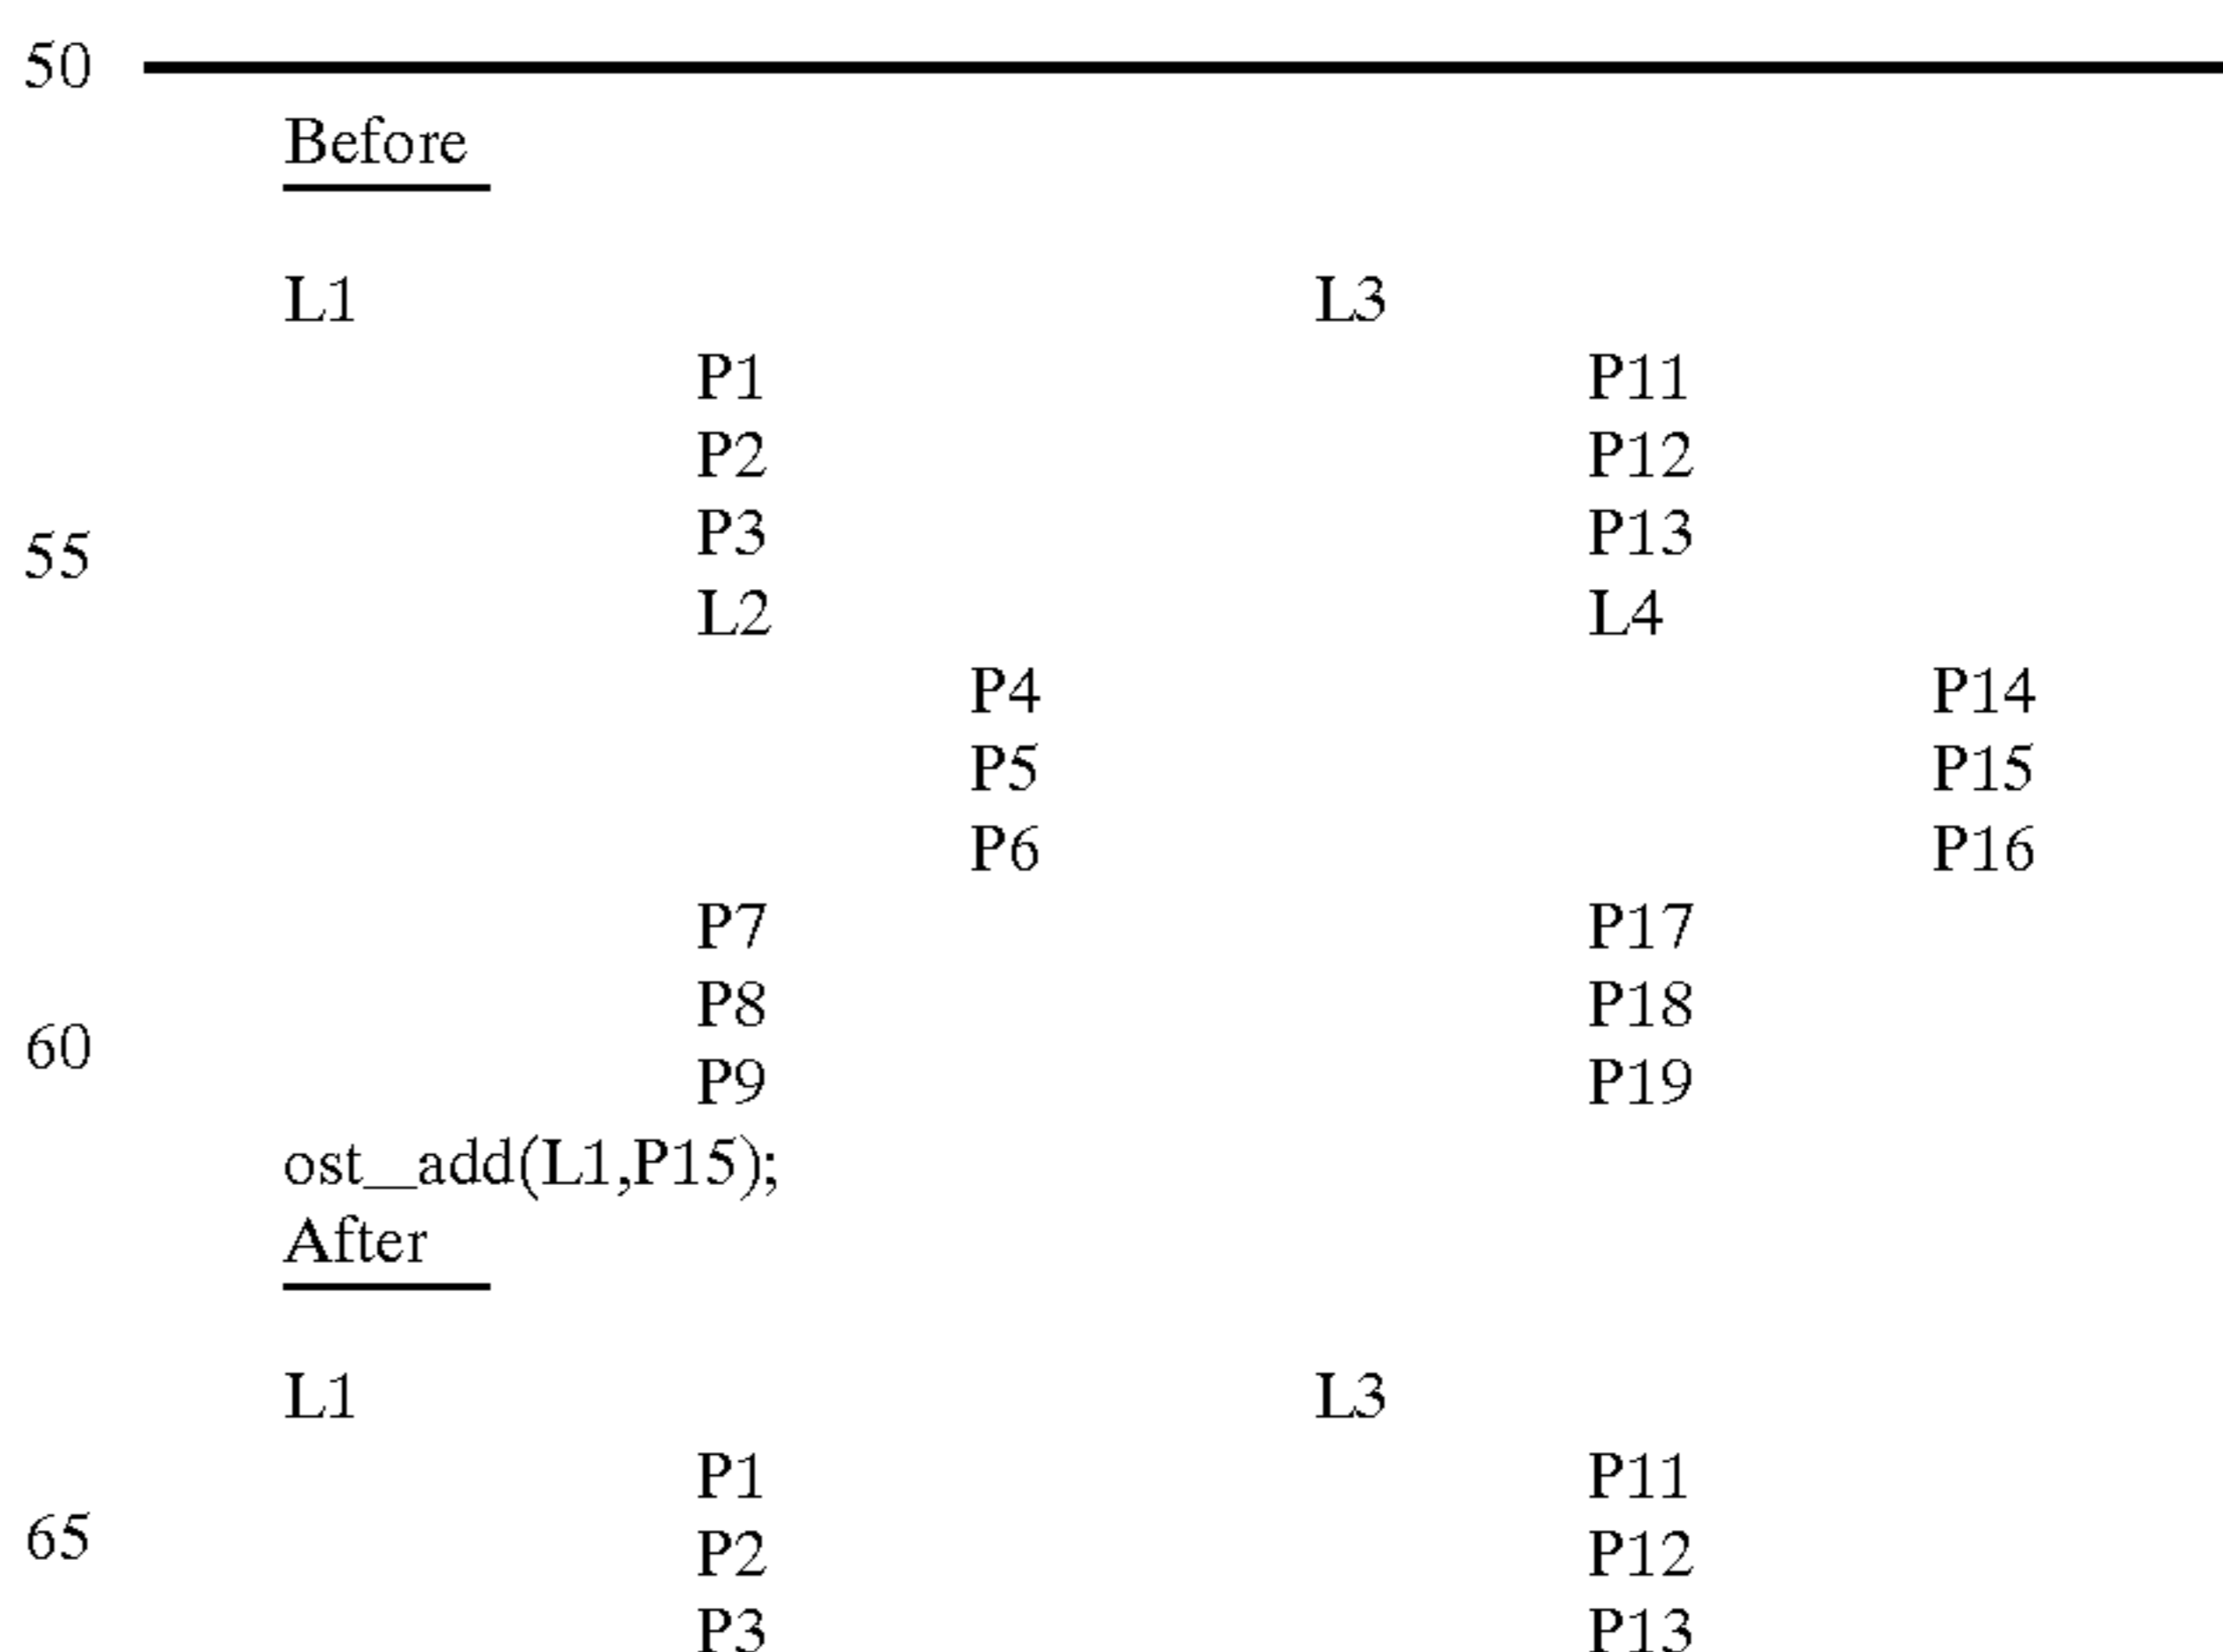 50
Before
L1 L3
P1 P11
P2 P12
P3 P13
55
L2 L4
P4 P14
P5 P15
P6 P16
P7 P17
P8 P18
60
P9 P19
ost__add(L1,P15);
After
L1 L3
P1 P11
65
P2 P12
P3 P13